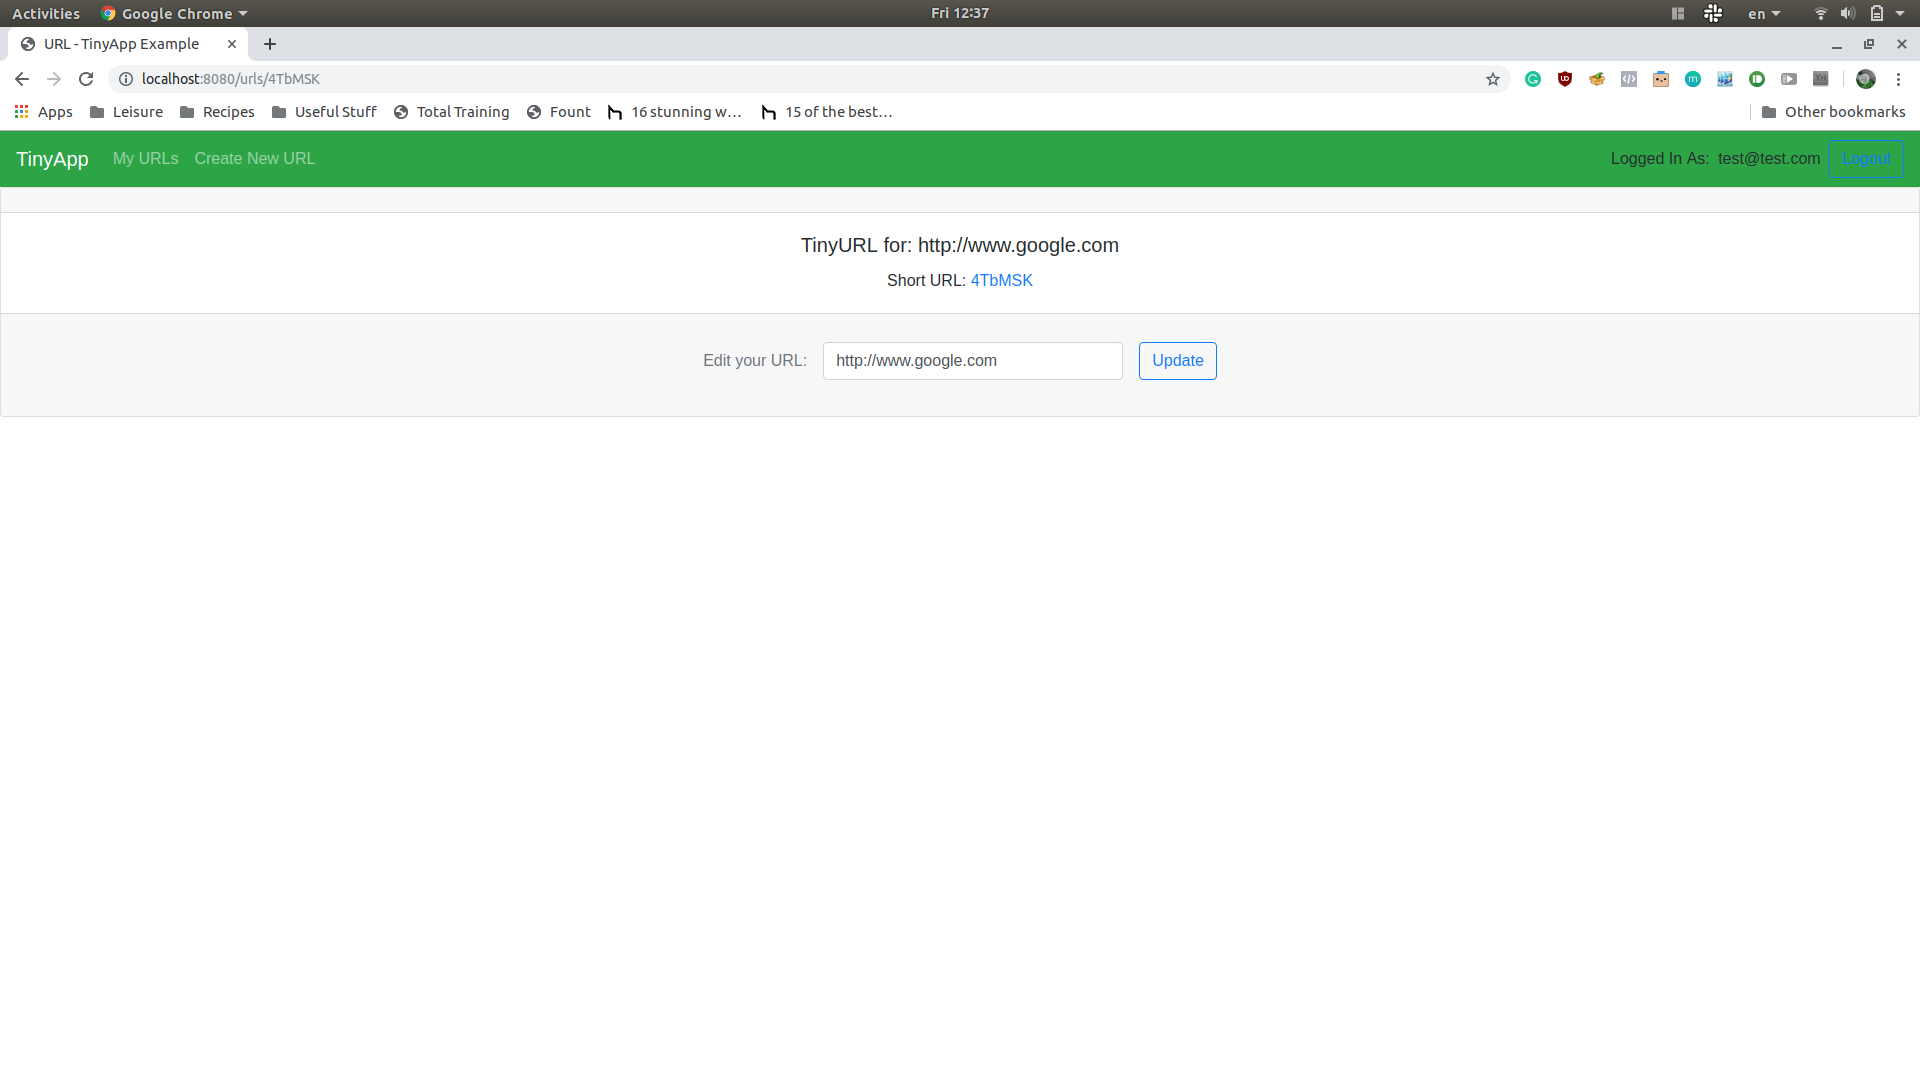 Activities Google Chrome Fri 12:37 en
URL - TinyApp Example
localhost:8080/urls/4TbMSK
Apps Leisure Recipes Useful Stuff Total Training Fount 16 stunning w... 15 of the best... Other bookmarks
TinyApp My URLs Create New URL Logged In As: test@test.com Logout
TinyURL for: http://www.google.com
Short URL: 4TbMSK
Edit your URL: http://www.google.com Update